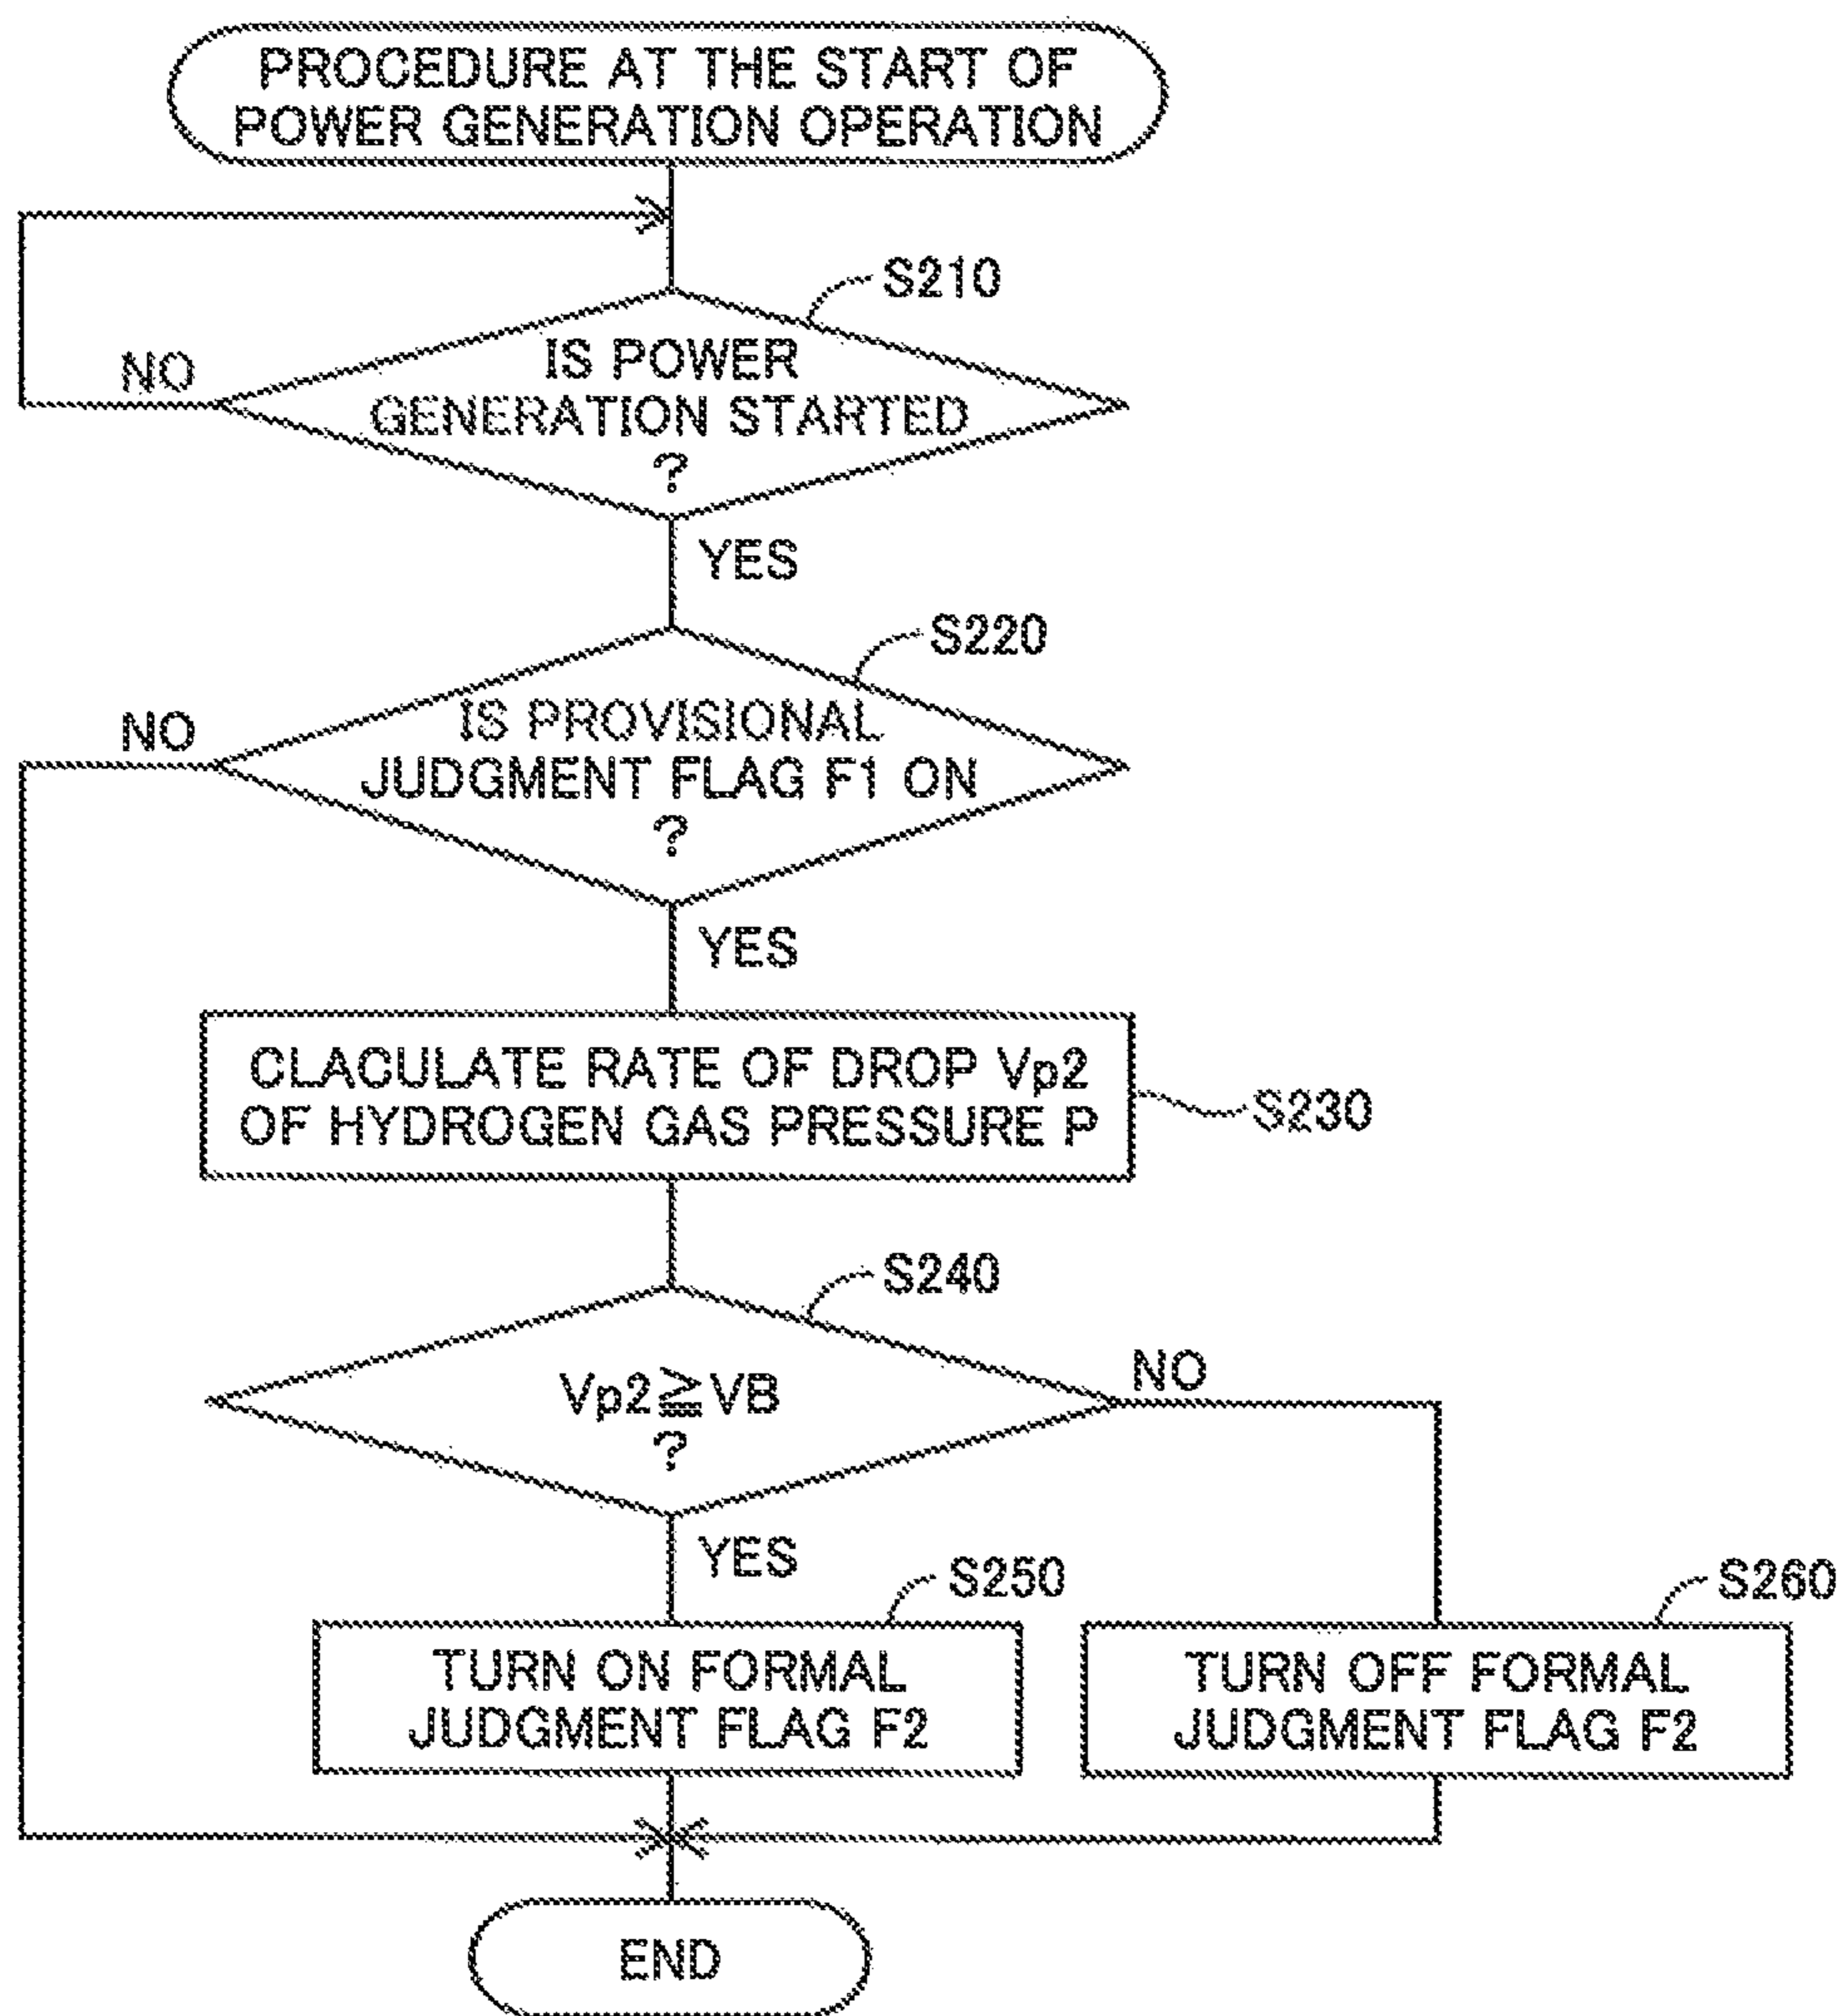 PROCEDURE AT THE START OF
POWER GENERATION OPERATION
S210
NO
IS POWER
GENERATION STARTED
?
YES
S220
NO
IS PROVISIONAL
JUDGMENT FLAG F1 ON
?
YES
CLACULATE RATE OF DROP Vp2
OF HYDROGEN GAS PRESSURE P
S230
S240
NO
Vp2≧VB
?
YES
S250
S260
TURN ON FORMAL
JUDGMENT FLAG F2
TURN OFF FORMAL
JUDGMENT FLAG F2
END